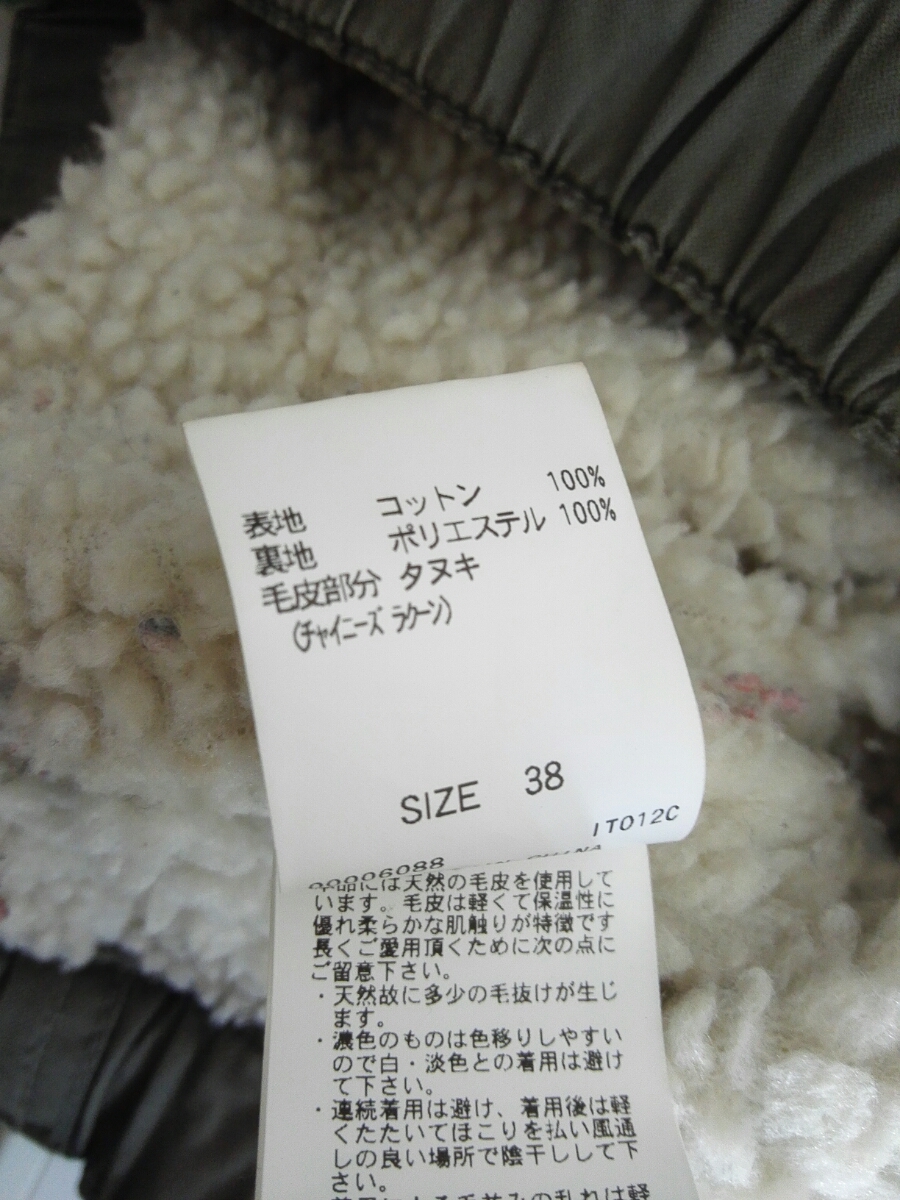 表地 コットン 100%
裏地 ポリエステル 100%
毛皮部分 タヌキ
(チャイニーズ ラクーン)
SIZE 38
IT012C
00006088
本品には天然の毛皮を使用して
います。毛皮は軽くて保温性に
優れ柔らかな肌触りが特徴です
長くご愛用頂くために次の点に
ご留意下さい。
・天然故に多少の毛抜けが生じ
ます。
・濃色のものは色移りしやすい
ので白・淡色との着用は避け
て下さい。
・連続着用は避け、着用後は軽
くたたいてほこりを払い風通
しの良い場所で陰干しして下
さい。